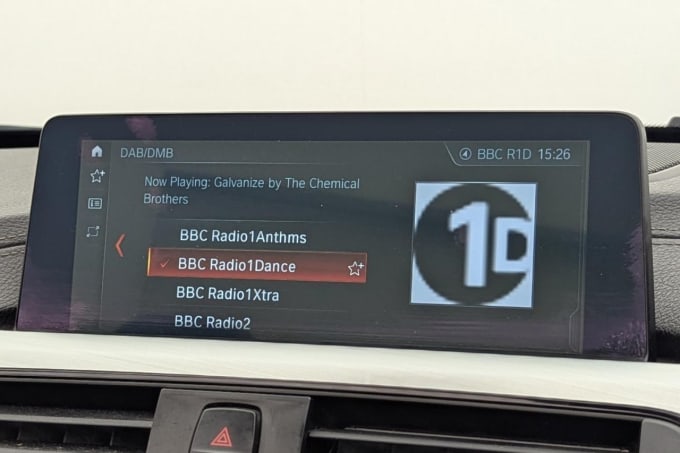 DAB/DMB
BBC R1D 15:26
Now Playing: Galvanize by The Chemical
Brothers
BBC Radio1Anthms
BBC Radio1Dance
BBC Radio1Xtra
BBC Radio2
1D